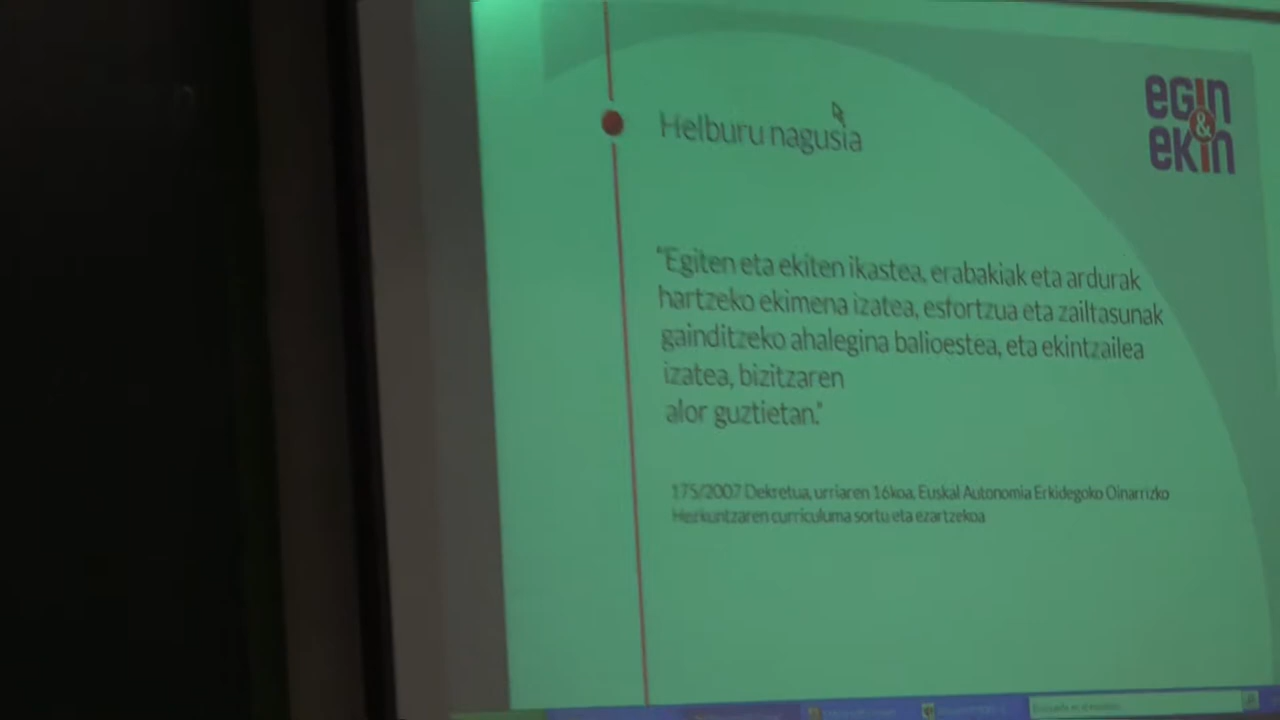 Helburu nagusia
egin
&
ekin
"Egiten eta ekiten ikastea, erabakiak eta ardurak
hartzeko ekimena izatea, esfortzua eta zailtasunak
gainditzeko ahalegina balioestea, eta ekintzailea
izatea, bizitzaren
alor guztietan."
175/2007 Dekretua, urriaren 16koa, Euskal Autonomia Erkidegoko Oinarrizko
Hezkuntzaren curriculuma sortu eta ezartzekoa